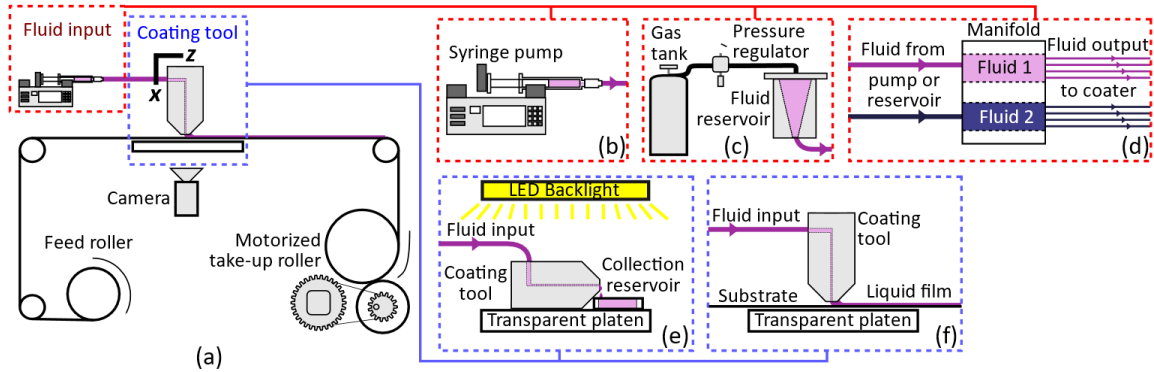 Fluid input
Coating tool
Z
X
Camera
Feed roller
Motorized
take-up roller
(a)
Syringe pump
(b)
Gas
tank
Pressure
regulator
Fluid
reservoir
(c)
Manifold
Fluid from
pump or
reservoir
Fluid 1
Fluid 2
Fluid output
to coater
(d)
LED Backlight
Fluid input
Coating
tool
Collection
reservoir
Transparent platen
(e)
Fluid input
Coating
tool
Substrate
Liquid film
Transparent platen
(f)